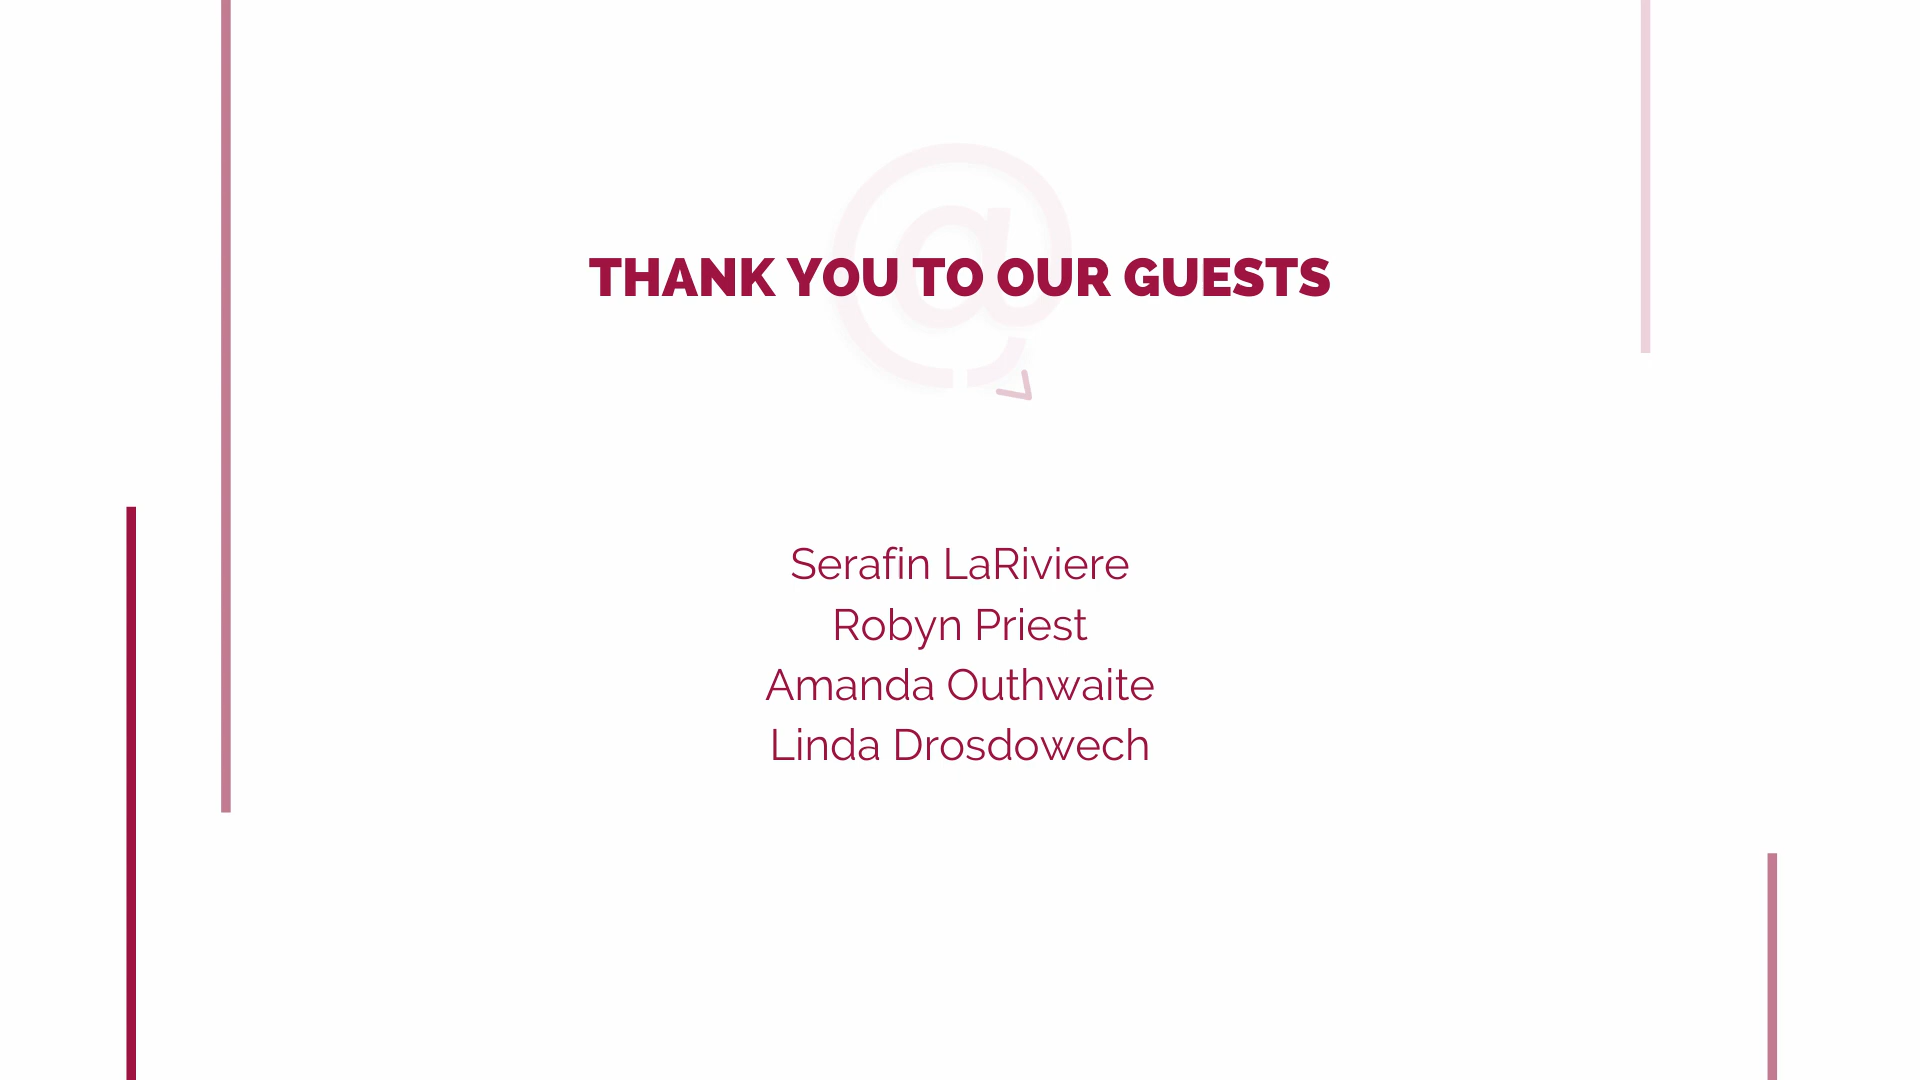 THANK YOU TO OUR GUESTS
Serafin LaRiviere
Robyn Priest
Amanda Outhwaite
Linda Drosdowech